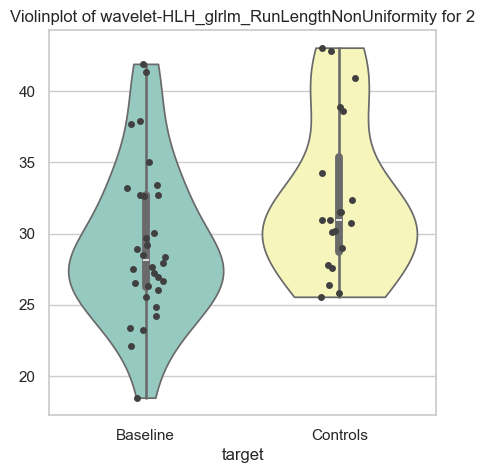 Violinplot of wavelet-HLH_glrlm_RunLengthNonUniformity for 2
40
35
30
25
20
Baseline Controls
target